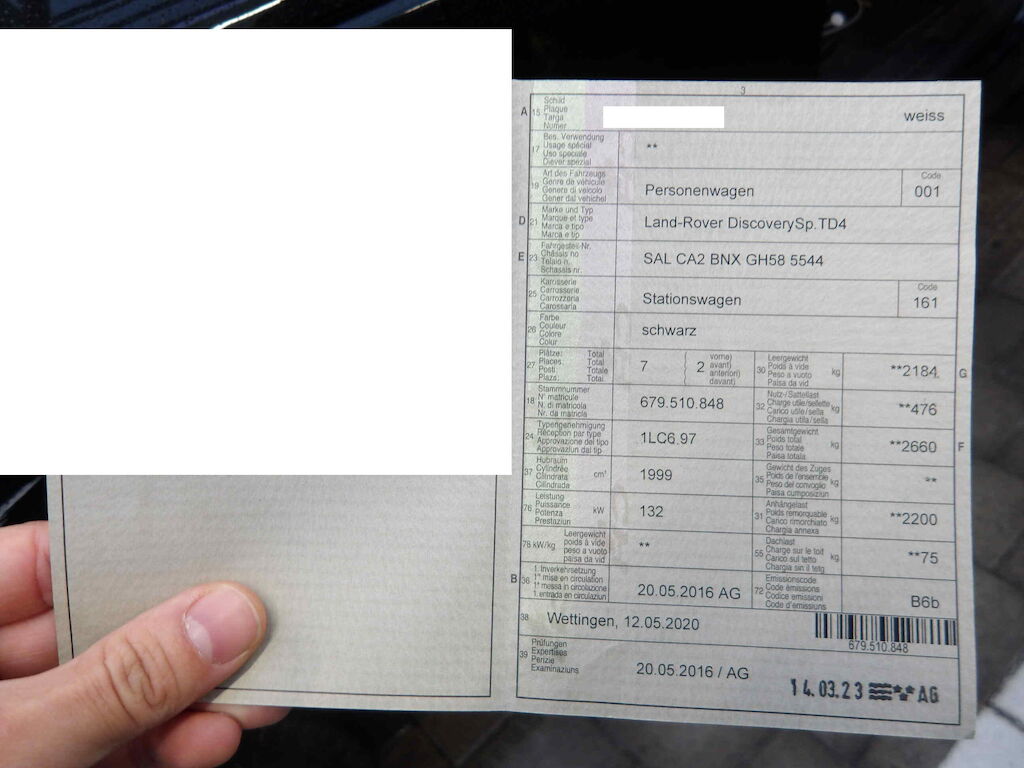 3
A 15 Schild
Plaque
Targa
Numer
weiss
17 Bes. Verwendung
Usage spécial
Uso speciale
Diever spezial
**
19 Art des Fahrzeugs
Genre de véhicule
Genere di veicolo
Gener dal vehichel
Personenwagen
Code
001
D 21 Marke und Typ
Marque et type
Marca e tipo
Marca e tip
Land-Rover DiscoverySp.TD4
E 23 Fahrgestell-Nr.
Châssis no
Telaio n.
Schassis nr.
SAL CA2 BNX GH58 5544
25 Karosserie
Carrosserie
Carrozzeria
Carossaria
Stationswagen
Code
161
26 Farbe
Couleur
Colore
Colur
schwarz
27 Plätze: Total
Places: Total
Posti: Totale
Plazs: Total
7 ( 2 vorne)
avant)
anteriori)
davant)
30 Leergewicht
Poids à vide
Peso a vuoto
Paisa da vid
kg
**2184 G
18 Stammnummer
N° matricule
N. di matricola
Nr. da matricla
679.510.848
32 Nutz-/Sattellast
Charge utile/sellette
Carico utile/sella
Chargia utila/sella
kg
**476
24 Typengenehmigung
Réception par type
Approvazione del tipo
Approvaziun dal tip
1LC6 97
33 Gesamtgewicht
Poids total
Peso totale
Paisa totala
kg
**2660 F
37 Hubraum
Cylindrée
Cilindrata
Cilindrada
cm³
1999
35 Gewicht des Zuges
Poids de l'ensemble
Peso del convoglio
Paisa cumposiziun
kg
**
76 Leistung
Puissance
Potenza
Prestaziun
kW
132
31 Anhängelast
Poids remorquable
Carico rimorchiato
Chargia annexa
kg
**2200
78 kW/kg Leergewicht
poids à vide
peso a vuoto
paisa da vid
**
55 Dachlast
Charge sur le toit
Carico sul tetto
Chargia sin il tetg
kg
**75
B 36 1. Inverkehrsetzung
1re mise en circulation
1a messa in circolazione
1. entrada en circulaziun
20.05.2016 AG
72 Emissionscode
Code émissions
Codice emissioni
Code d'emissiuns
B6b
38 Wettingen, 12.05.2020
679.510.848
39 Prüfungen
Expertises
Perizie
Examinaziuns
20.05.2016 / AG
14.03.23 AG